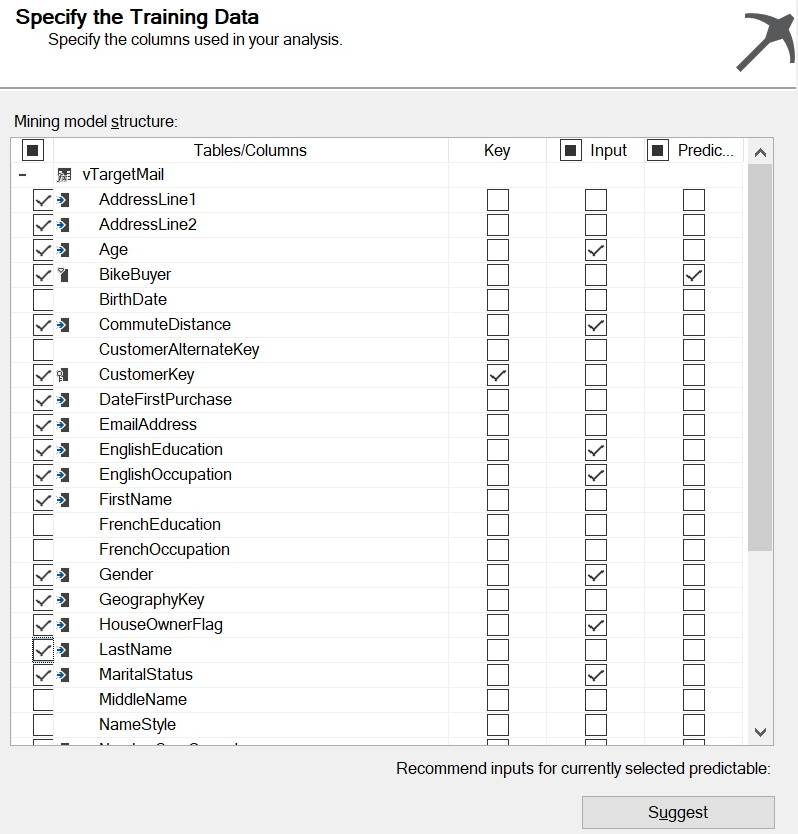 Specify the Training Data
Specify the columns used in your analysis.
Mining model structure:
Tables/Columns Key Input Predic...
vTargetMail
AddressLine1
AddressLine2
Age
BikeBuyer
BirthDate
CommuteDistance
CustomerAlternateKey
CustomerKey
DateFirstPurchase
EmailAddress
EnglishEducation
EnglishOccupation
FirstName
FrenchEducation
FrenchOccupation
Gender
GeographyKey
HouseOwnerFlag
LastName
MaritalStatus
MiddleName
NameStyle
Recommend inputs for currently selected predictable:
Suggest